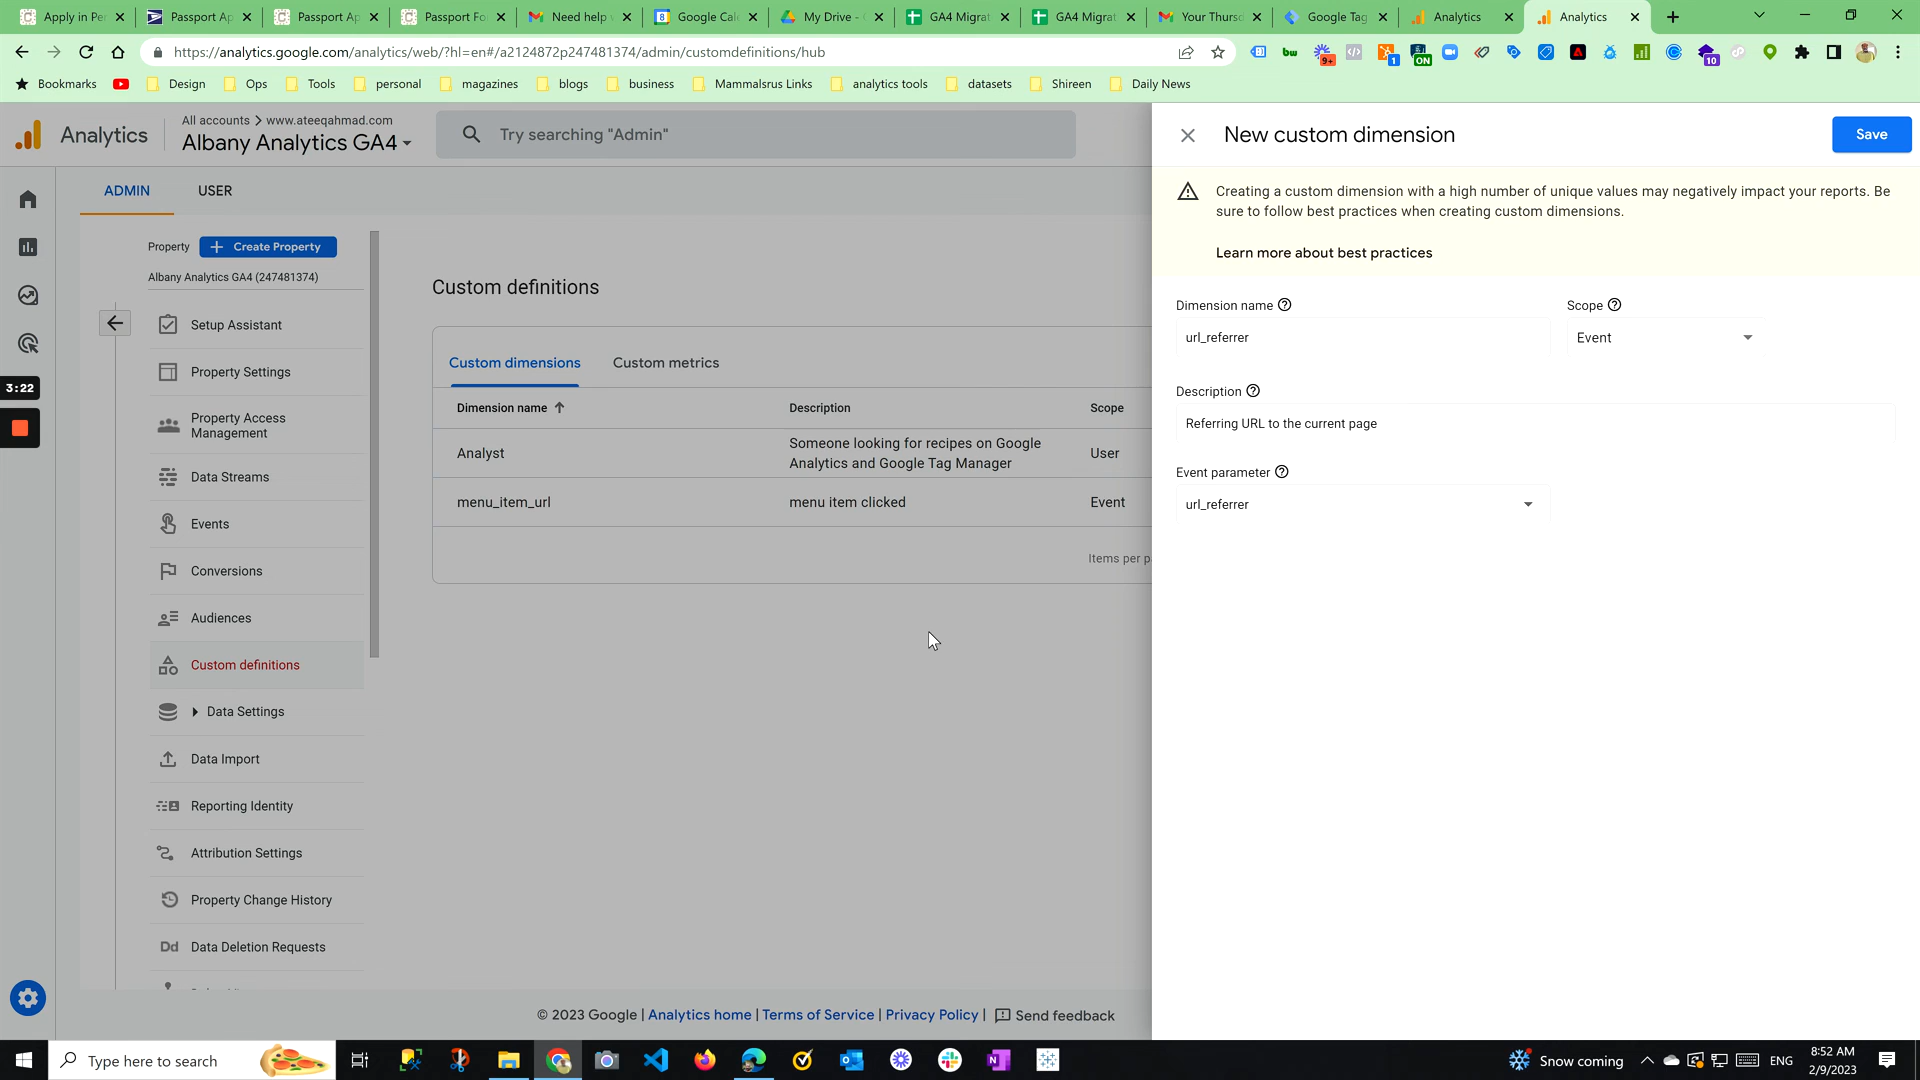 Apply in Per
Passport Ap
Passport Ap
Passport Fo
Need help v
Google Cale
My Drive - G
GA4 Migrat
GA4 Migrat
Your Thursd
Google Tag
Analytics
Analytics
https://analytics.google.com/analytics/web/?hl=en#/a2124872p247481374/admin/customdefinitions/hub
bw
9+
1
ON
10
Bookmarks
Design
Ops
Tools
personal
magazines
blogs
business
Mammalsrus Links
analytics tools
datasets
Shireen
Daily News
Analytics
All accounts > www.ateeqahmad.com
Albany Analytics GA4
Try searching "Admin"
ADMIN
USER
Property
Create Property
Albany Analytics GA4 (247481374)
Setup Assistant
Property Settings
Property Access
Management
Data Streams
Events
Conversions
Audiences
Custom definitions
Data Settings
Data Import
Reporting Identity
Attribution Settings
Property Change History
Dd Data Deletion Requests
3:22
Custom definitions
Custom dimensions
Custom metrics
Dimension name
Description
Scope
Analyst
Someone looking for recipes on Google
Analytics and Google Tag Manager
User
menu_item_url
menu item clicked
Event
Items per p
© 2023 Google | Analytics home | Terms of Service | Privacy Policy |
Send feedback
New custom dimension
Save
Creating a custom dimension with a high number of unique values may negatively impact your reports. Be
sure to follow best practices when creating custom dimensions.
Learn more about best practices
Dimension name
Scope
url_referrer
Event
Description
Referring URL to the current page
Event parameter
url_referrer
Type here to search
Snow coming
ENG
8:52 AM
2/9/2023